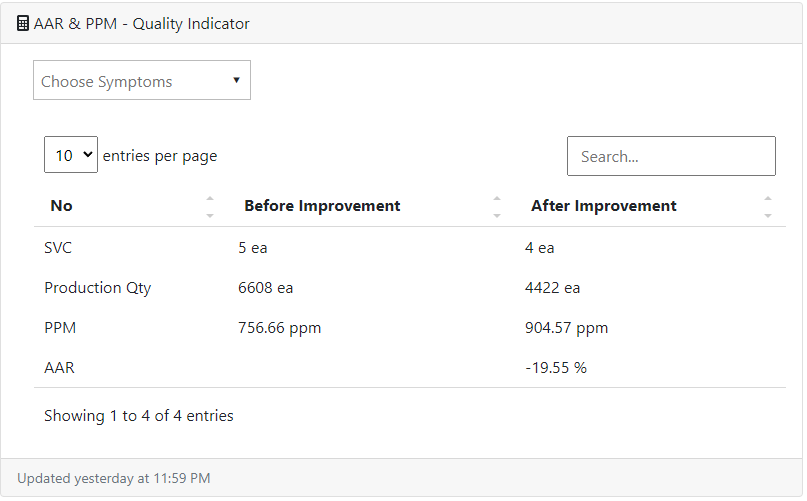 AAR & PPM - Quality Indicator
Choose Symptoms
10 entries per page
Search...
No Before Improvement After Improvement
SVC 5 ea 4 ea
Production Qty 6608 ea 4422 ea
PPM 756.66 ppm 904.57 ppm
AAR -19.55 %
Showing 1 to 4 of 4 entries
Updated yesterday at 11:59 PM